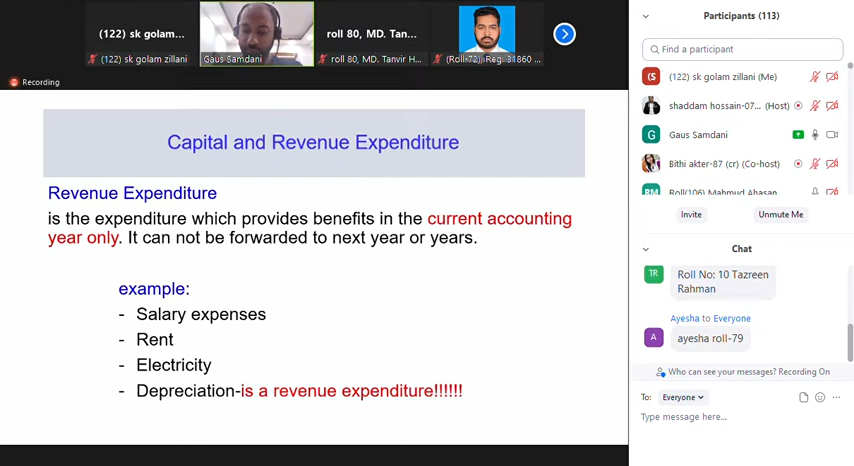 (122) sk golam zillani
Gaus Samdani
roll 80, MD. Tanv...
roll 80, MD. Tanvir H...
(Roll-72), Reg: 31860 ...
(122) sk golam zilla...
Recording
Capital and Revenue Expenditure
Revenue Expenditure
is the expenditure which provides benefits in the current accounting
year only. It can not be forwarded to next year or years.
example:
- Salary expenses
- Rent
- Electricity
- Depreciation-is a revenue expenditure!!!!!!
Participants (113)
Find a participant
(S (122) sk golam zillani (Me)
shaddam hossain-07... (Host)
G Gaus Samdani
Bithi akter-87 (cr) (Co-host)
RM Roll(106) Mahmud Ahasan
Invite Unmute Me
Chat
TR Roll No: 10 Tazreen
Rahman
Ayesha to Everyone
A ayesha roll-79
Who can see your messages? Recording On
To: Everyone
Type message here...